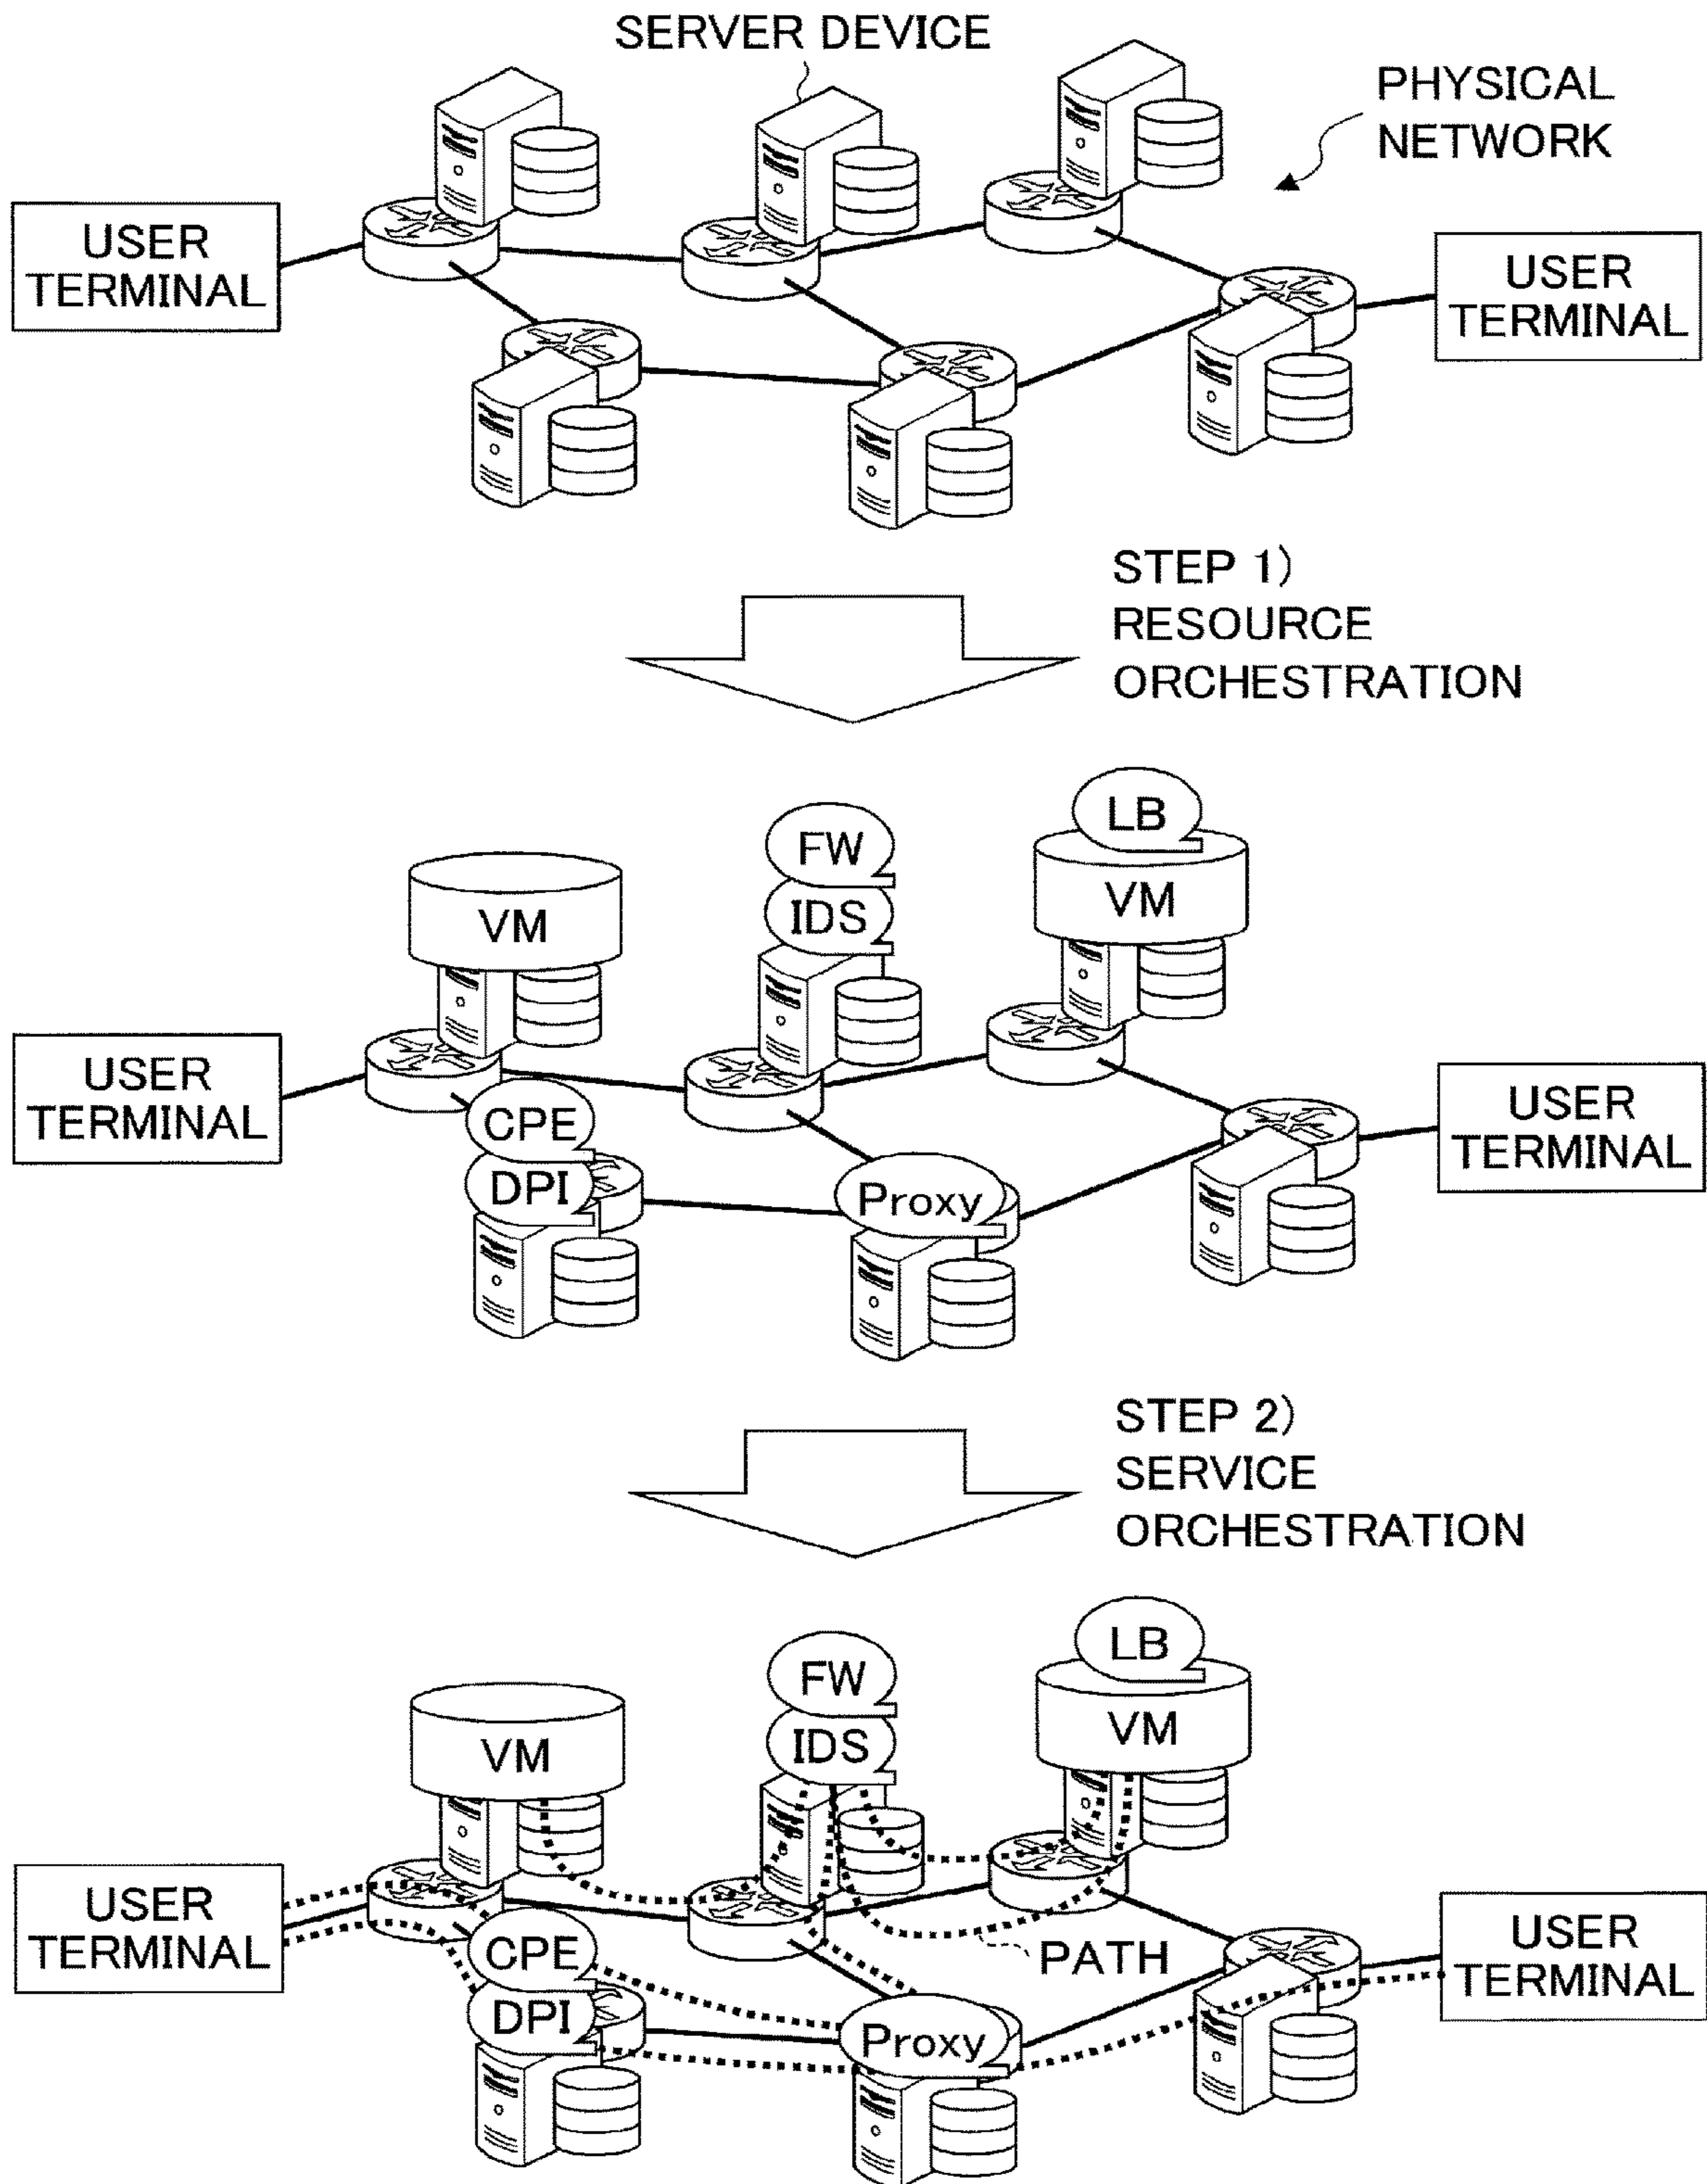 SERVER DEVICE
PHYSICAL
NETWORK
USER
TERMINAL
USER
TERMINAL
STEP 1)
RESOURCE
ORCHESTRATION
LB
FW
VM
IDS
VM
USER
TERMINAL
USER
TERMINAL
CPE
DPI
Proxy
STEP 2)
SERVICE
ORCHESTRATION
LB
FW
VM
IDS
VM
USER
TERMINAL
USER
TERMINAL
CPE
PATH
DPI
Proxy